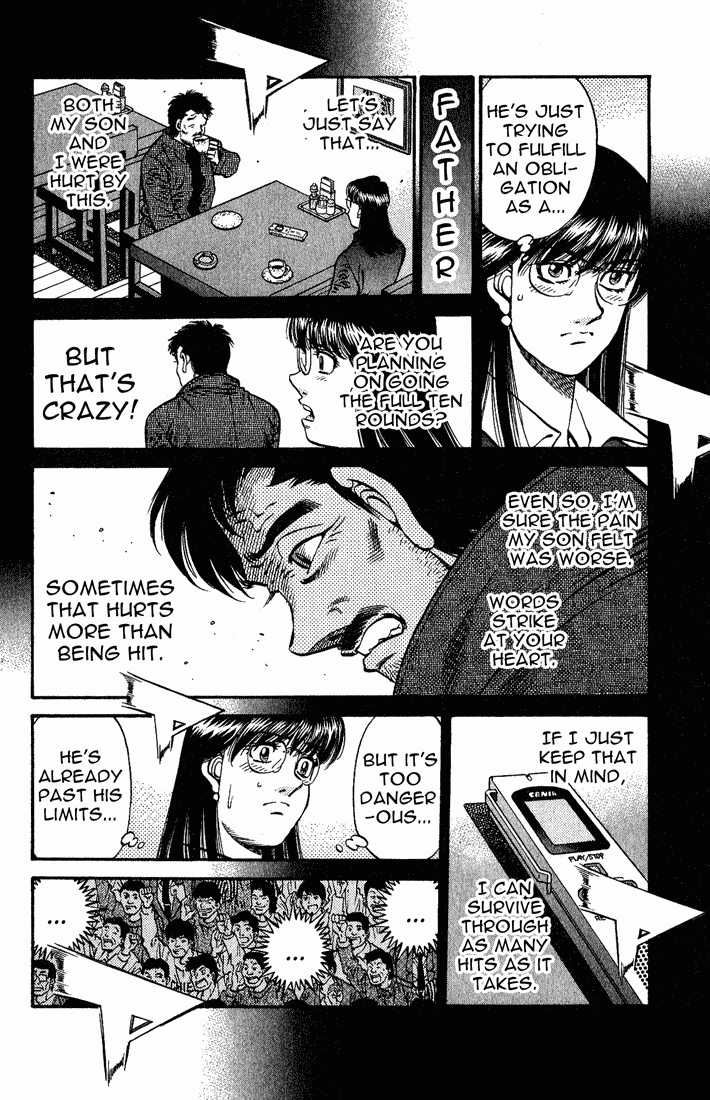 HE'S JUST
TRYING
TO FULFILL
AN OBLI-
GATION
AS A...
FATHER
LET'S
JUST SAY
THAT...
BOTH
MY SON
AND
I WERE
HURT BY
THIS.
ARE YOU
PLANNING
ON GOING
THE FULL TEN
ROUNDS?
BUT
THAT'S
CRAZY!
EVEN SO, I'M
SURE THE PAIN
MY SON FELT
WAS WORSE.
WORDS
STRIKE
AT YOUR
HEART.
SOMETIMES
THAT HURTS
MORE THAN
BEING HIT.
IF I JUST
KEEP THAT
IN MIND,
PLAY/STOP
I CAN
SURVIVE
THROUGH
AS MANY
HITS AS IT
TAKES.
BUT IT'S
TOO
DANGER
-OUS...
HE'S
ALREADY
PAST HIS
LIMITS...
...
...
...